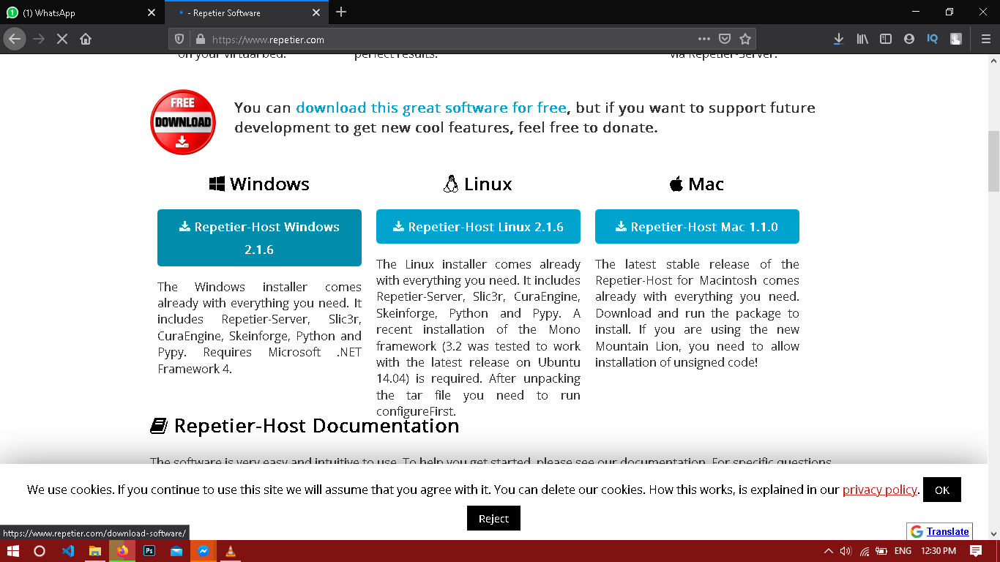 (1) WhatsApp
- Repetier Software
https://www.repetier.com
on your virtual bed.
perfect results.
via Repetier-Server.
FREE
DOWNLOAD
You can download this great software for free, but if you want to support future
development to get new cool features, feel free to donate.
Windows
Repetier-Host Windows
2.1.6
The Windows installer comes
already with everything you need. It
includes Repetier-Server, Slic3r,
CuraEngine, Skeinforge, Python and
Pypy. Requires Microsoft .NET
Framework 4.
Linux
Repetier-Host Linux 2.1.6
The Linux installer comes already
with everything you need. It includes
Repetier-Server, Slic3r, CuraEngine,
Skeinforge, Python and Pypy. A
recent installation of the Mono
framework (3.2 was tested to work
with the latest release on Ubuntu
14.04) is required. After unpacking
the tar file you need to run
configureFirst.
Mac
Repetier-Host Mac 1.1.0
The latest stable release of the
Repetier-Host for Macintosh comes
already with everything you need.
Download and run the package to
install. If you are using the new
Mountain Lion, you need to allow
installation of unsigned code!
Repetier-Host Documentation
The software is very easy and intuitive to use. To help you get started, please see our documentation. For specific questions
We use cookies. If you continue to use this site we will assume that you agree with it. You can delete our cookies. How this works, is explained in our privacy policy. OK
Reject
https://www.repetier.com/download-software/
Translate
Ps
ENG
12:30 PM